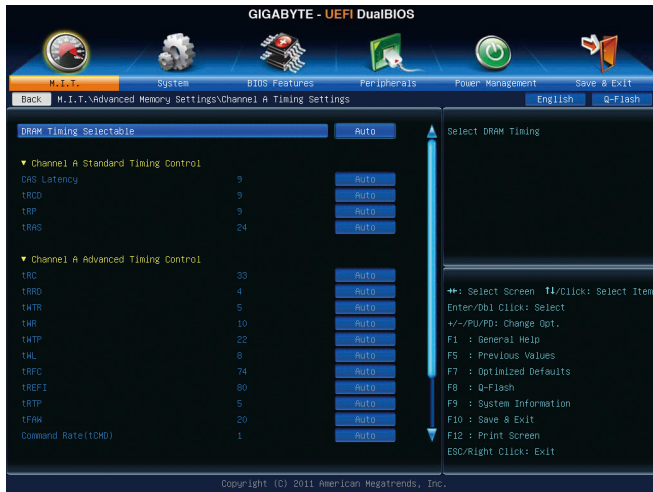 GIGABYTE - UEFI DualBIOS
M.I.T. System BIOS Features Peripherals Power Management Save & Exit
Back M.I.T.\Advanced Memory Settings\Channel A Timing Settings English Q-Flash
DRAM Timing Selectable Auto
▼ Channel A Standard Timing Control
CAS Latency 9 Auto
tRCD 9 Auto
tRP 9 Auto
tRAS 24 Auto
▼ Channel A Advanced Timing Control
tRC 33 Auto
tRRD 4 Auto
tWTR 5 Auto
tWR 10 Auto
tWTP 22 Auto
tWL 8 Auto
tRFC 74 Auto
tREFI 80 Auto
tRTP 5 Auto
tFAW 20 Auto
Command Rate(tCMD) 1 Auto
Select DRAM Timing
→←: Select Screen ↑↓/Click: Select Item
Enter/Dbl Click: Select
+/-/PU/PD: Change Opt.
F1 : General Help
F5 : Previous Values
F7 : Optimized Defaults
F8 : Q-Flash
F9 : System Information
F10 : Save & Exit
F12 : Print Screen
ESC/Right Click: Exit
Copyright (C) 2011 American Megatrends, Inc.